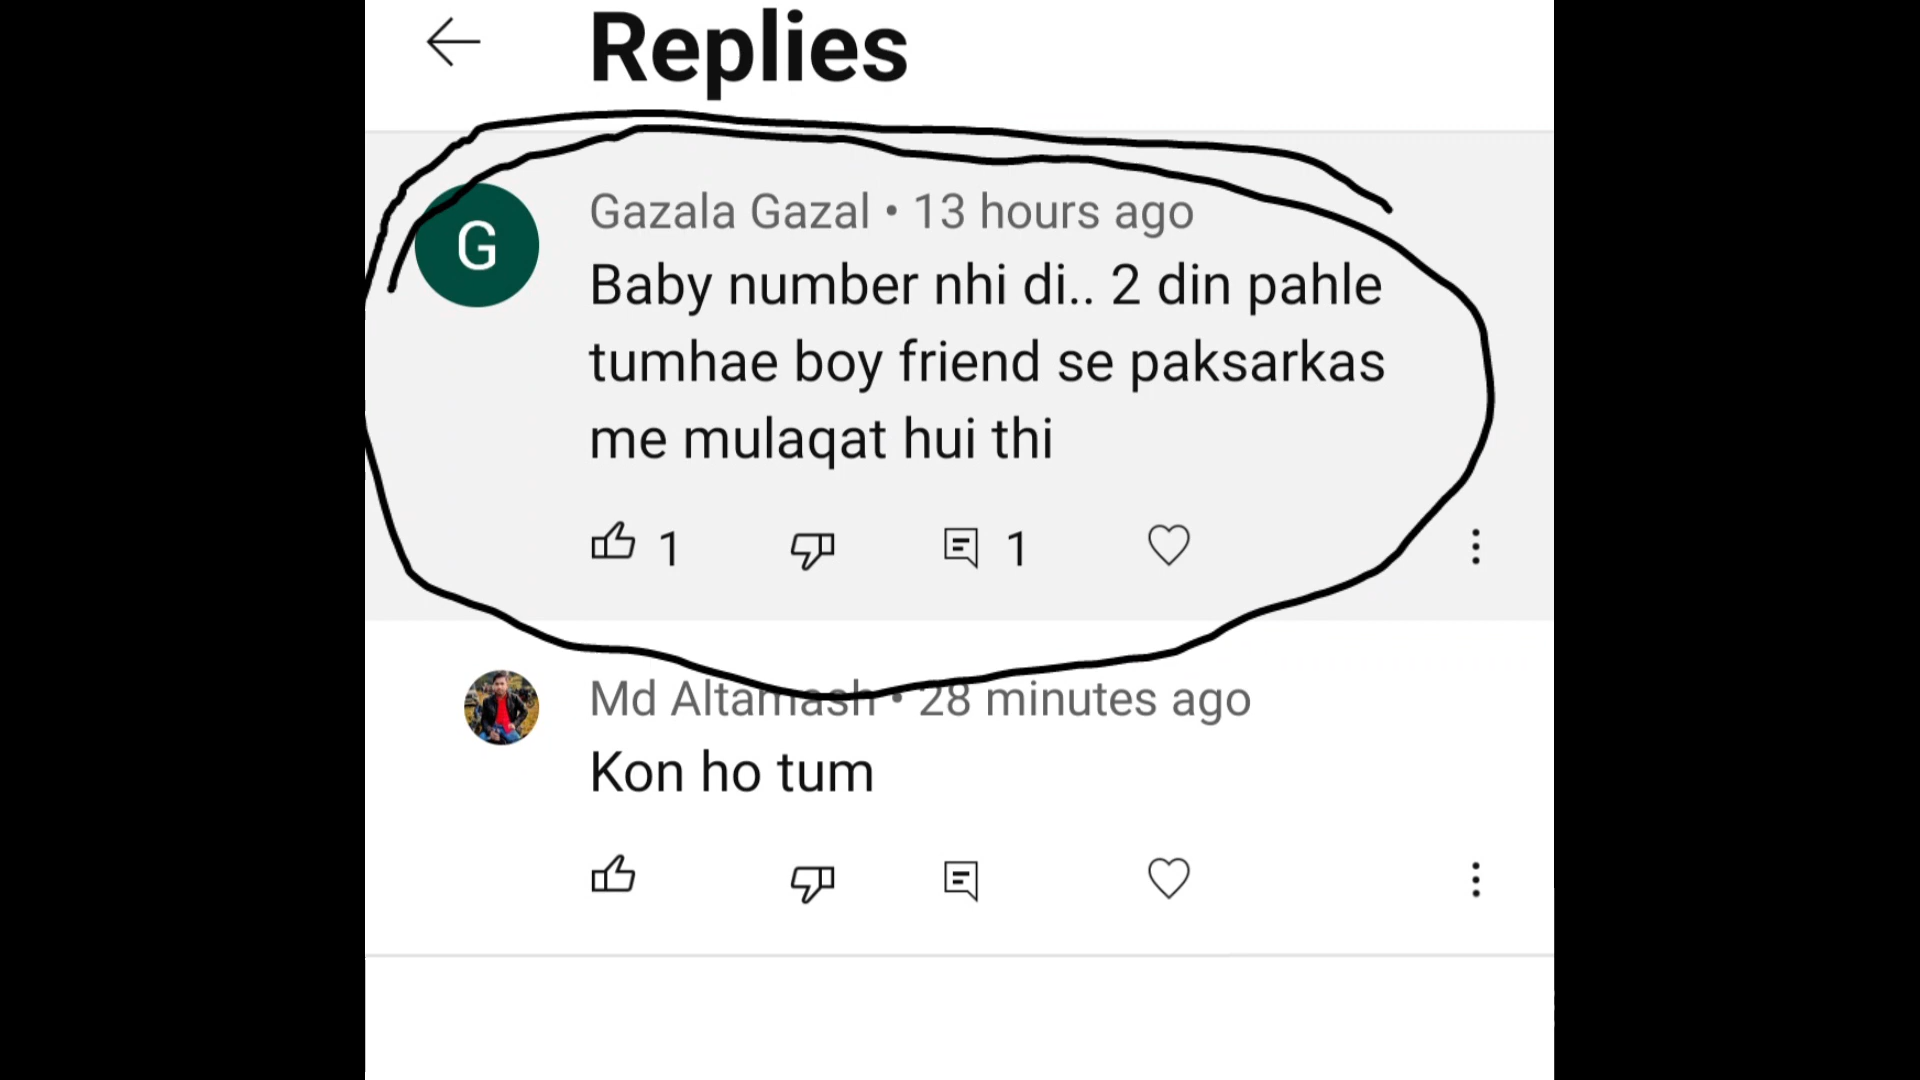 Replies
G
Gazala Gazal • 13 hours ago
Baby number nhi di.. 2 din pahle
tumhae boy friend se paksarkas
me mulaqat hui thi
1 1
Md Altamash • 28 minutes ago
Kon ho tum